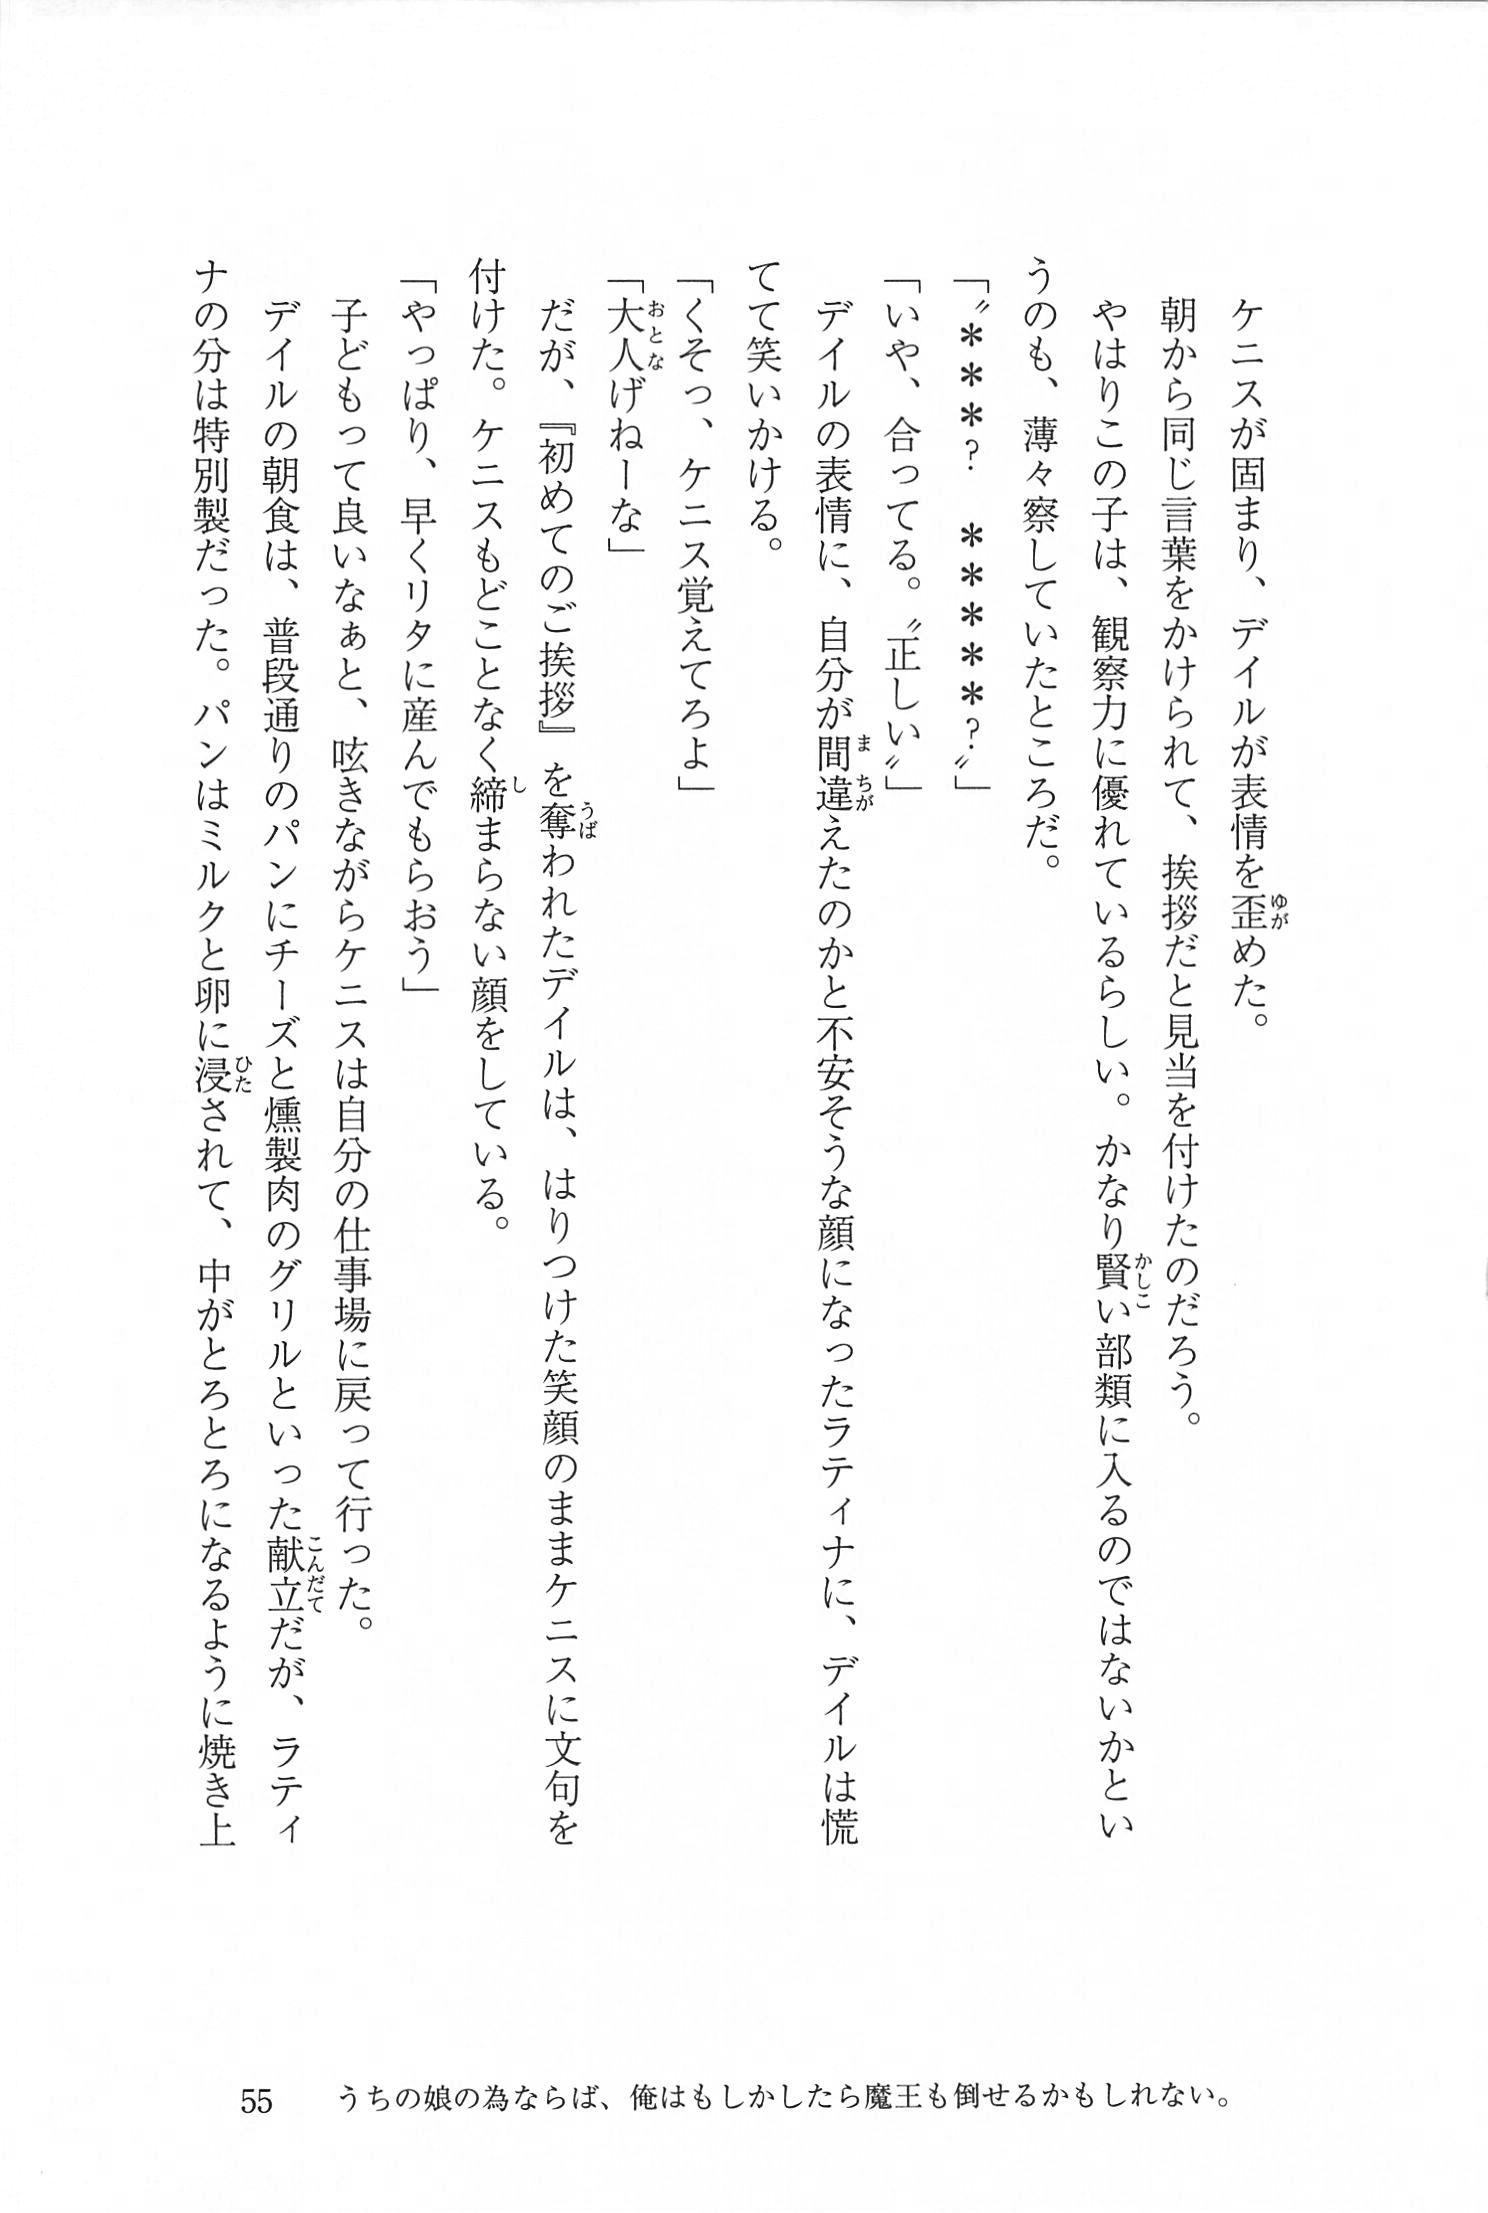 ケニスが固まり、デイルが表情を歪めた。
朝から同じ言葉をかけられて、挨拶だと見当を付けたのだろう。
やはりこの子は、観察力に優れているらしい。かなり賢い部類に入るのではないかとい
うのも、薄々察していたところだ。
「〝＊＊＊？　＊＊＊＊＊？〟」
「いや、合ってる。〝正しい〟」
デイルの表情に、自分が間違えたのかと不安そうな顔になったラティナに、デイルは慌
てて笑いかける。
「くそっ、ケニス覚えてろよ」
「大人げねーな」
だが、『初めてのご挨拶』を奪われたデイルは、はりつけた笑顔のままケニスに文句を
付けた。ケニスもどことなく締まらない顔をしている。
「やっぱり、早くリタに産んでもらおう」
子どもって良いなぁと、呟きながらケニスは自分の仕事場に戻って行った。
デイルの朝食は、普段通りのパンにチーズと燻製肉のグリルといった献立だが、ラティ
ナの分は特別製だった。パンはミルクと卵に浸されて、中がとろとろになるように焼き上
55　うちの娘の為ならば、俺はもしかしたら魔王も倒せるかもしれない。